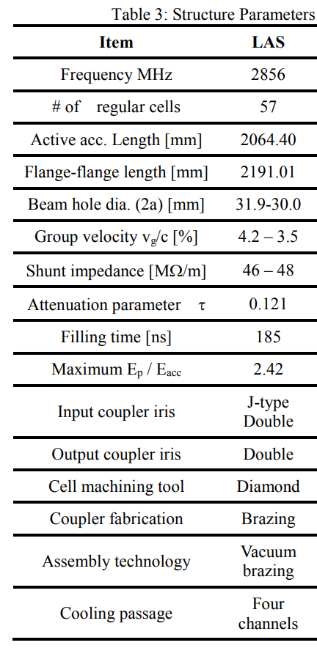 Table 3: Structure Parameters
Item LAS
Frequency MHz 2856
# of regular cells 57
Active acc. Length [mm] 2064.40
Flange-flange length [mm] 2191.01
Beam hole dia. (2a) [mm] 31.9-30.0
Group velocity vg/c [%] 4.2 – 3.5
Shunt impedance [MΩ/m] 46 – 48
Attenuation parameter τ 0.121
Filling time [ns] 185
Maximum Ep / Eacc 2.42
Input coupler iris J-type
Double
Output coupler iris Double
Cell machining tool Diamond
Coupler fabrication Brazing
Assembly technology Vacuum
brazing
Cooling passage Four
channels